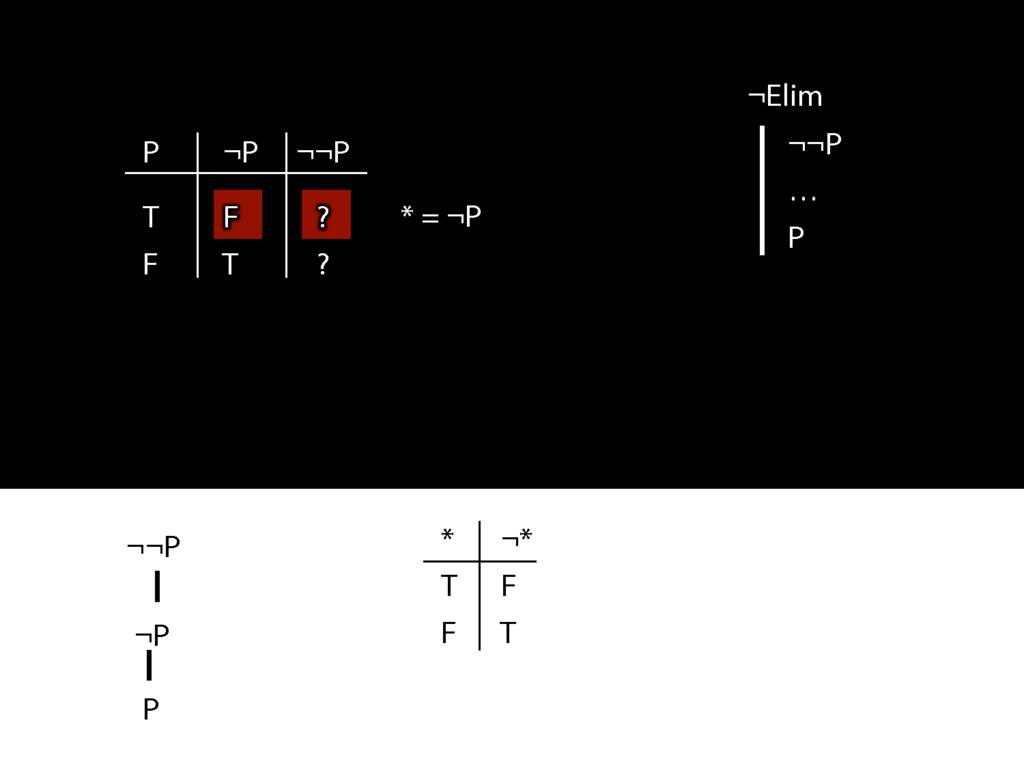 ¬Elim
¬¬P
…
P
P ¬P ¬¬P
T F ? * = ¬P
F T ?
¬¬P
¬P
P
* ¬*
T F
F T